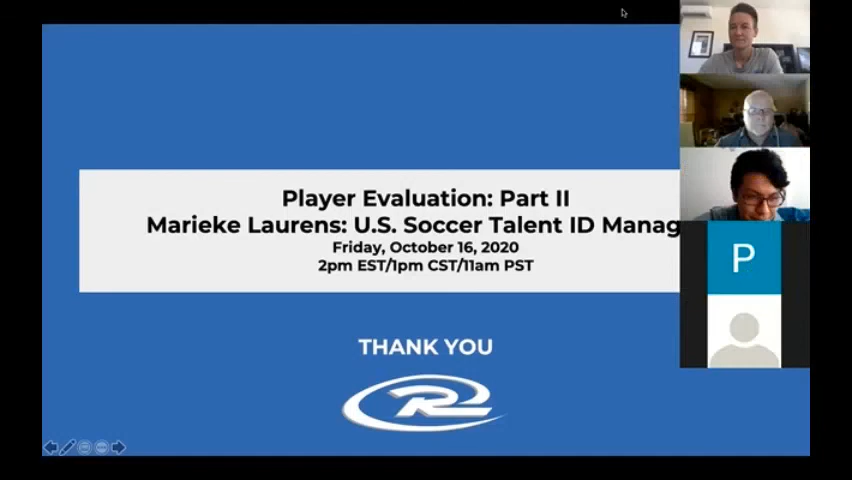 Player Evaluation: Part II
Marieke Laurens: U.S. Soccer Talent ID Manag
Friday, October 16, 2020
2pm EST/1pm CST/11am PST
P
THANK YOU
R